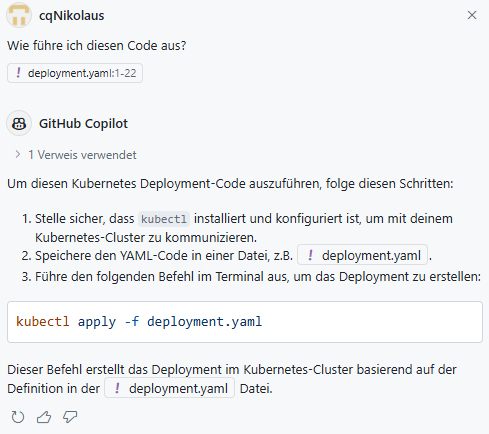 cqNikolaus
Wie führe ich diesen Code aus?
! deployment.yaml:1-22
GitHub Copilot
1 Verweis verwendet
Um diesen Kubernetes Deployment-Code auszuführen, folge diesen Schritten:
1. Stelle sicher, dass kubectl installiert und konfiguriert ist, um mit deinem
Kubernetes-Cluster zu kommunizieren.
2. Speichere den YAML-Code in einer Datei, z.B. ! deployment.yaml.
3. Führe den folgenden Befehl im Terminal aus, um das Deployment zu erstellen:
kubectl apply -f deployment.yaml
Dieser Befehl erstellt das Deployment im Kubernetes-Cluster basierend auf der
Definition in der ! deployment.yaml Datei.